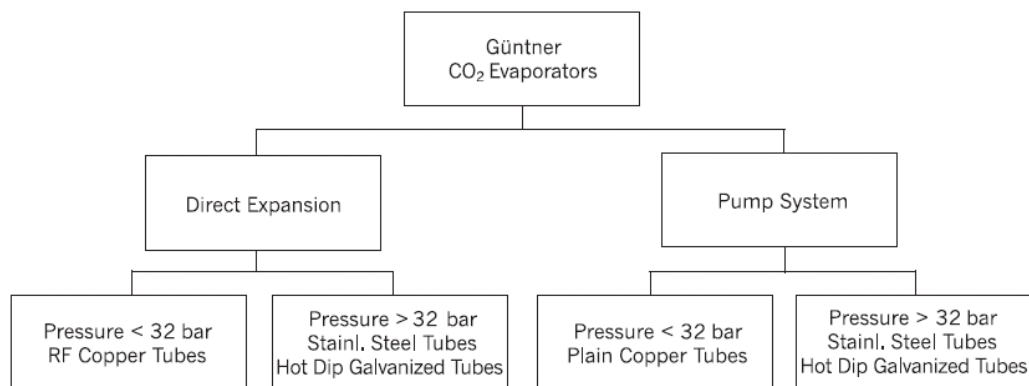 Güntner
CO₂ Evaporators
Direct Expansion
Pump System
Pressure < 32 bar
RF Copper Tubes
Pressure > 32 bar
Stainl. Steel Tubes
Hot Dip Galvanized Tubes
Pressure < 32 bar
Plain Copper Tubes
Pressure > 32 bar
Stainl. Steel Tubes
Hot Dip Galvanized Tubes